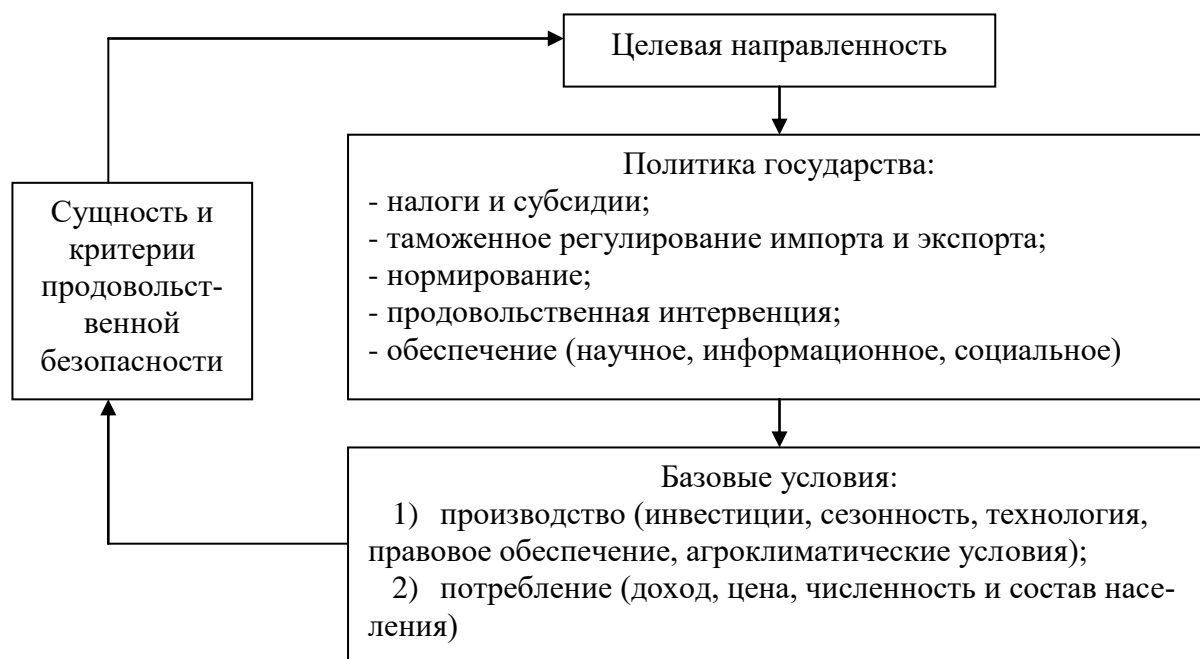 Целевая направленность
Политика государства:
- налоги и субсидии;
- таможенное регулирование импорта и экспорта;
- нормирование;
- продовольственная интервенция;
- обеспечение (научное, информационное, социальное)
Сущность и
критерии
продовольст-
венной
безопасности
Базовые условия:
1) производство (инвестиции, сезонность, технология,
правовое обеспечение, агроклиматические условия);
2) потребление (доход, цена, численность и состав насе-
ления)